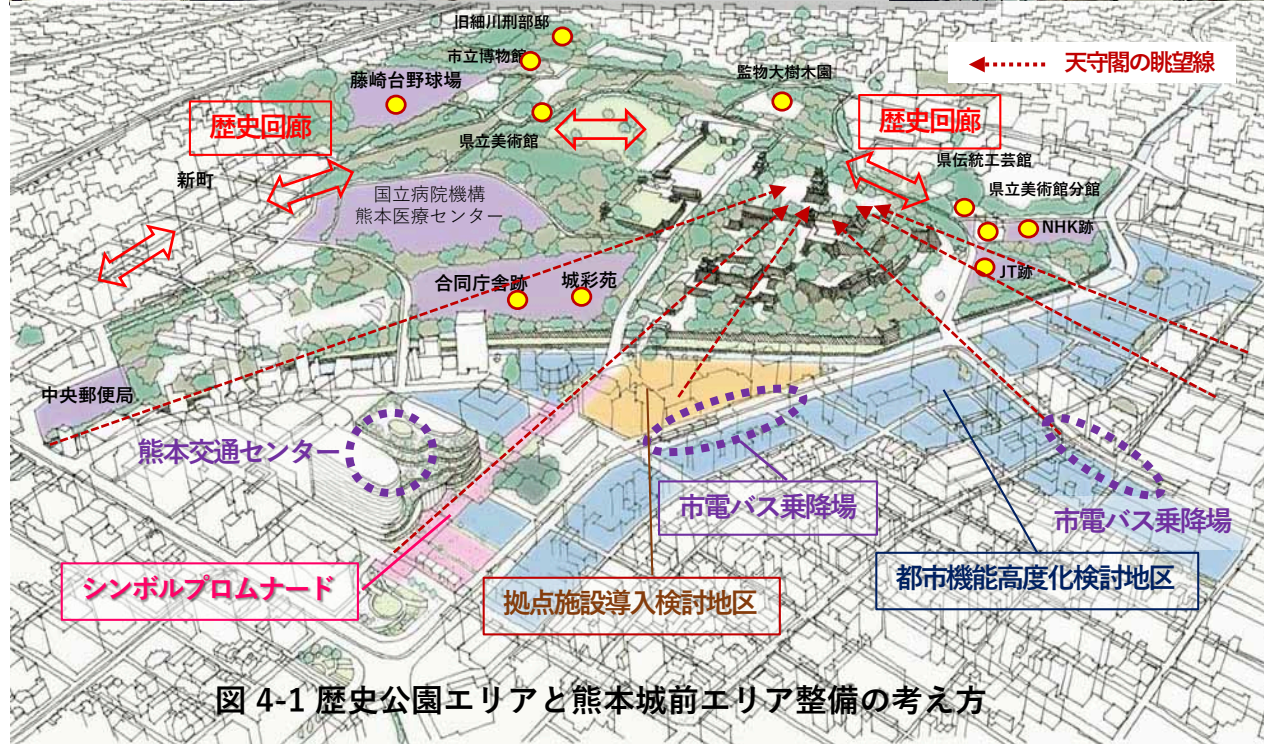 旧細川刑部邸
市立博物館
天守閣の眺望線
監物大樹木園
藤崎台野球場
歴史回廊
歴史回廊
県立美術館
県伝統工芸館
新町
国立病院機構
熊本医療センター
県立美術館分館
NHK跡
JT跡
合同庁舎跡
城彩苑
中央郵便局
熊本交通センター
市電バス乗降場
市電バス乗降場
シンボルプロムナード
拠点施設導入検討地区
都市機能高度化検討地区
図 4-1 歴史公園エリアと熊本城前エリア整備の考え方